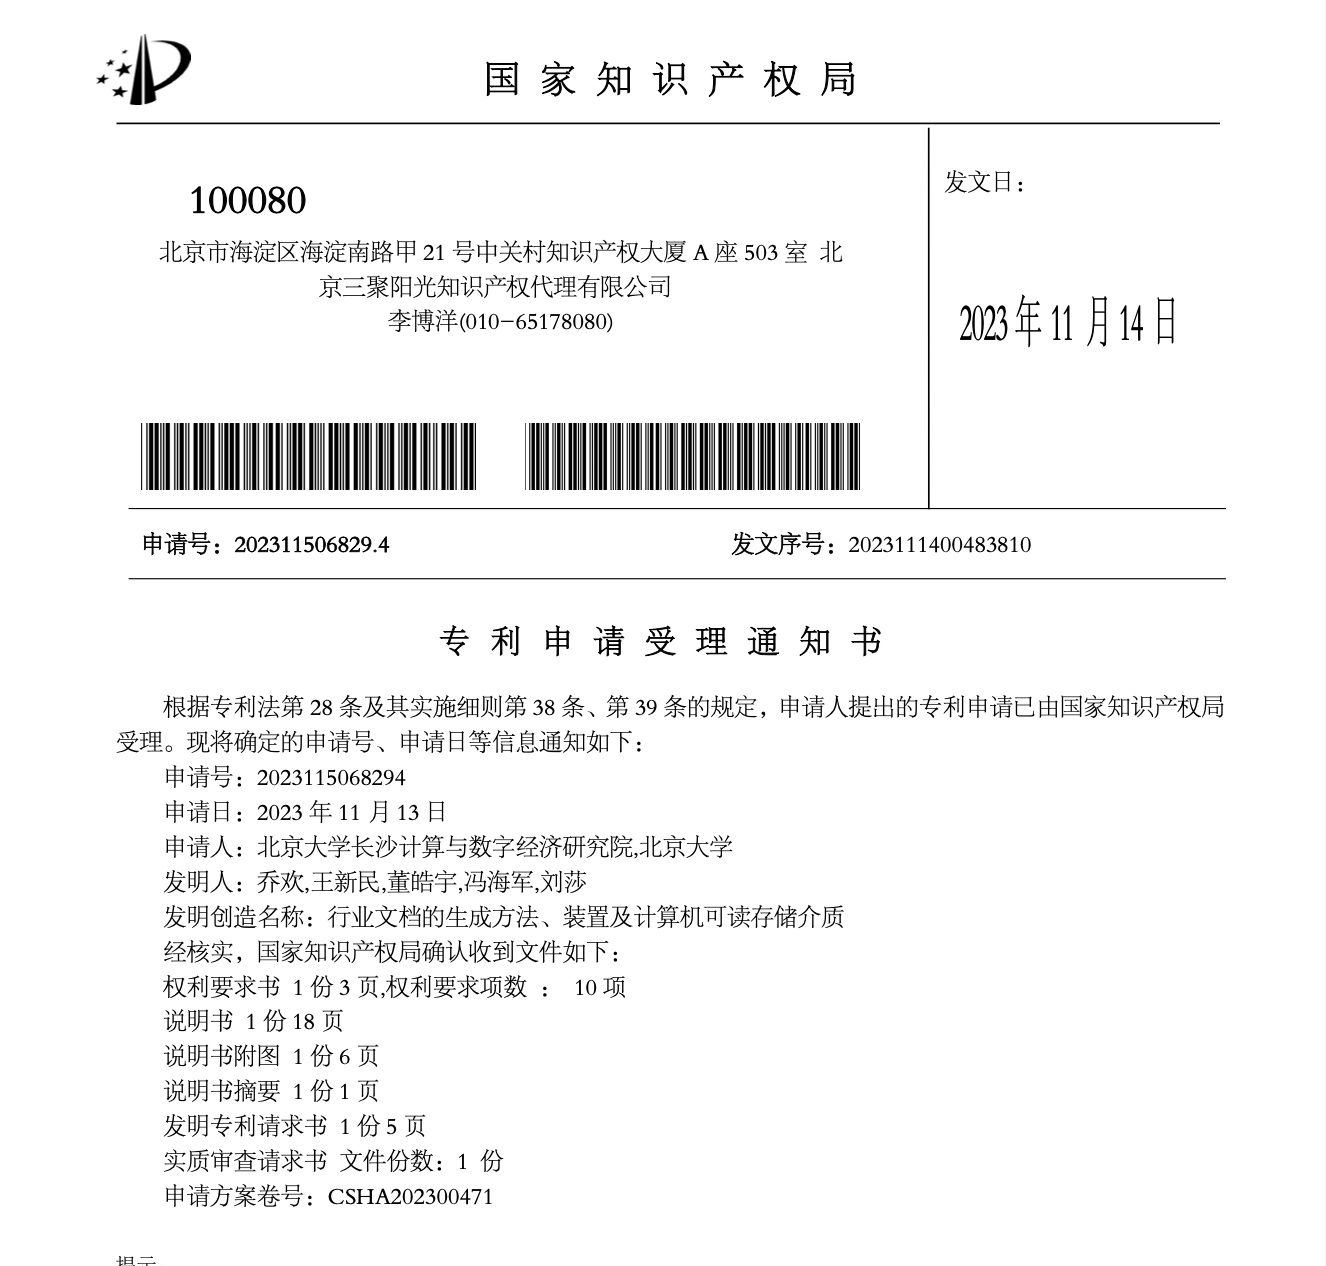 国家知识产权局
100080
发文日：
北京市海淀区海淀南路甲 21 号中关村知识产权大厦 A 座 503 室 北
京三聚阳光知识产权代理有限公司
李博洋(010-65178080)
2023 年 11 月 14 日
申请号：202311506829.4
发文序号：2023111400483810
专利申请受理通知书
根据专利法第 28 条及其实施细则第 38 条、第 39 条的规定，申请人提出的专利申请已由国家知识产权局
受理。现将确定的申请号、申请日等信息通知如下：
申请号：2023115068294
申请日：2023 年 11 月 13 日
申请人：北京大学长沙计算与数字经济研究院,北京大学
发明人：乔欢,王新民,董皓宇,冯海军,刘莎
发明创造名称：行业文档的生成方法、装置及计算机可读存储介质
经核实，国家知识产权局确认收到文件如下：
权利要求书 1 份 3 页,权利要求项数 ： 10 项
说明书 1 份 18 页
说明书附图 1 份 6 页
说明书摘要 1 份 1 页
发明专利请求书 1 份 5 页
实质审查请求书 文件份数：1 份
申请方案卷号：CSHA202300471